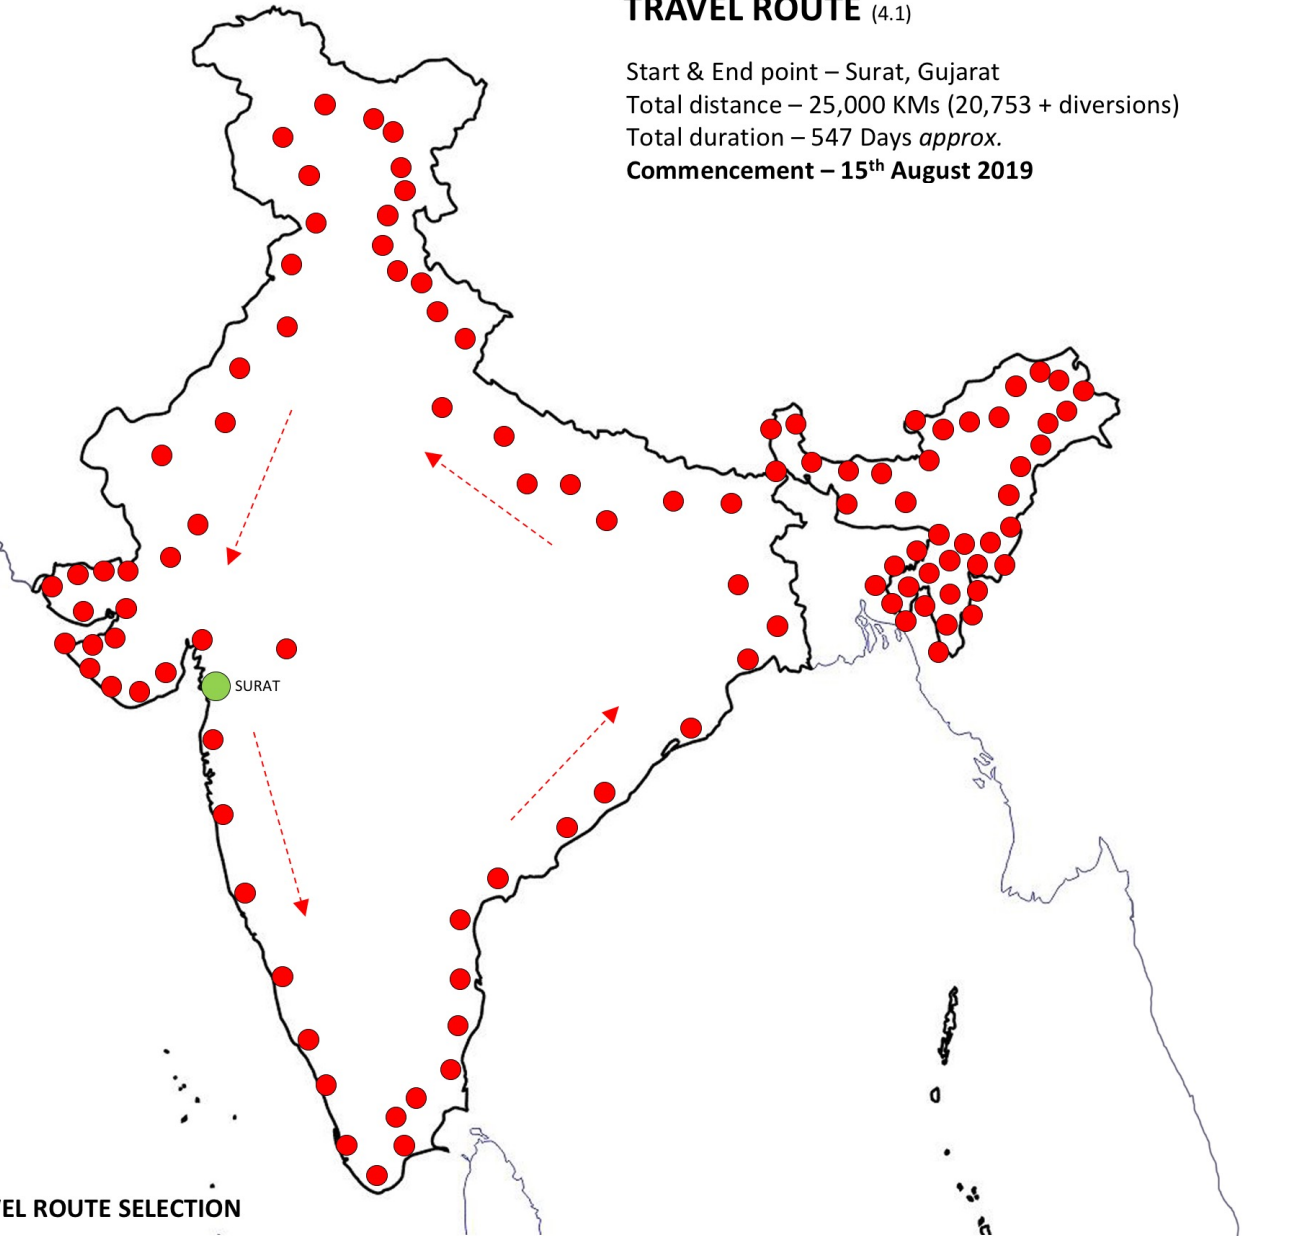 TRAVEL ROUTE (4.1)
Start & End point – Surat, Gujarat
Total distance – 25,000 KMs (20,753 + diversions)
Total duration – 547 Days approx.
Commencement – 15th August 2019
SURAT
EL ROUTE SELECTION